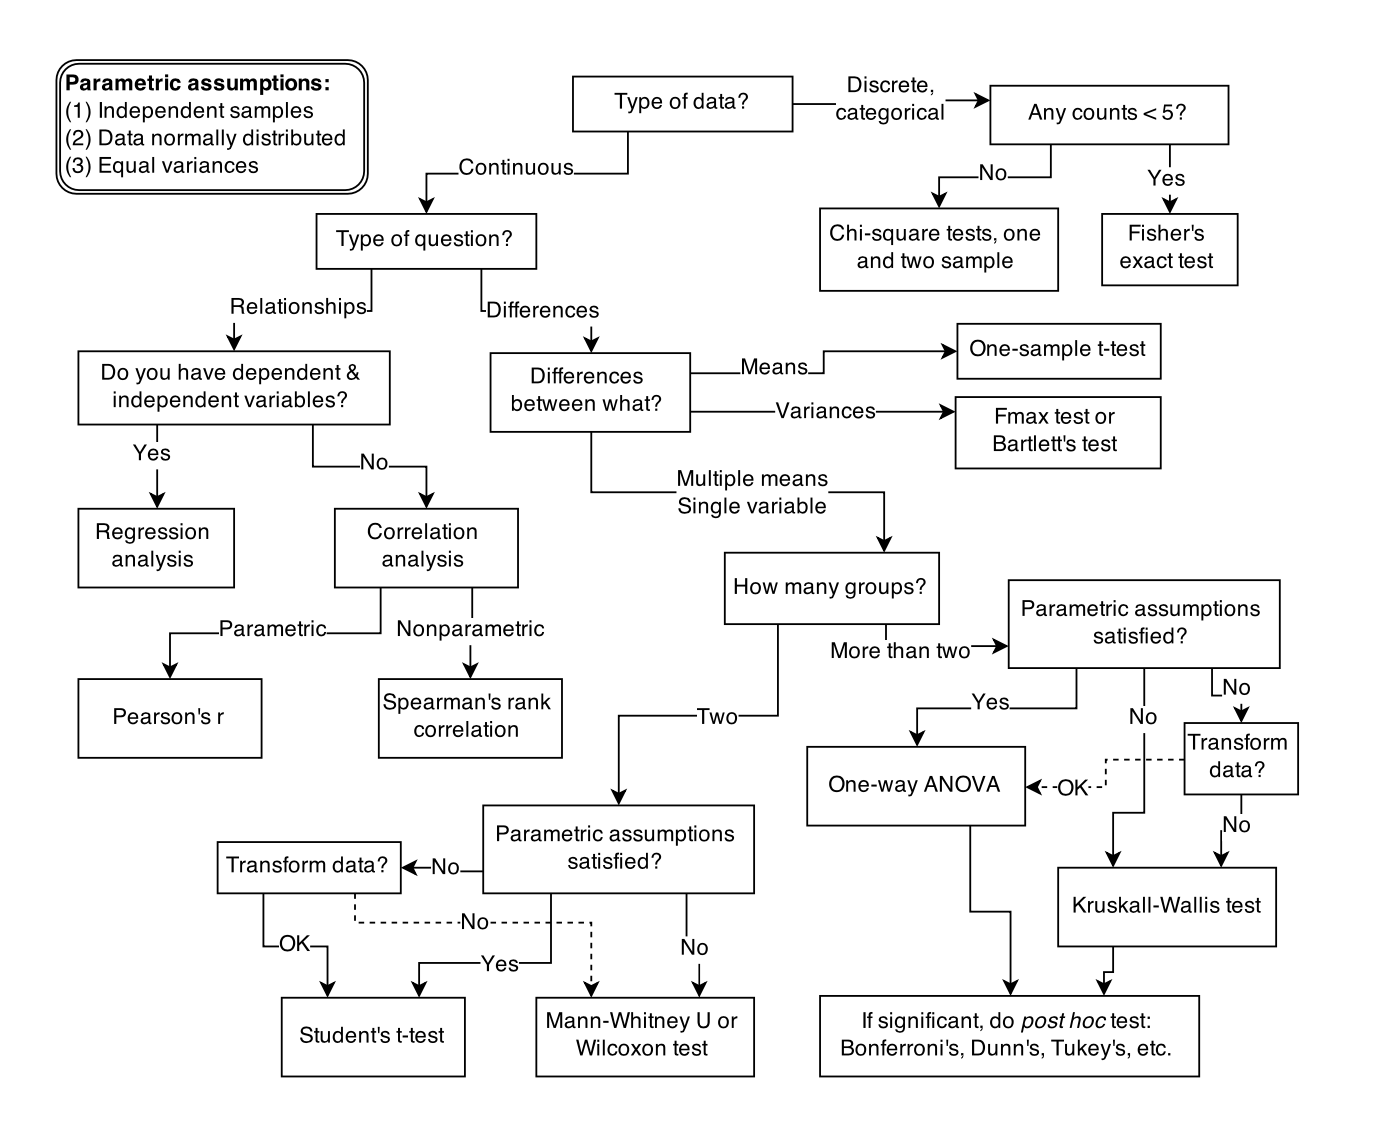 Parametric assumptions:
(1) Independent samples
(2) Data normally distributed
(3) Equal variances
Type of data?
Discrete,
categorical
Any counts < 5?
Continuous
No
Yes
Type of question?
Chi-square tests, one
and two sample
Fisher's
exact test
Relationships
Differences
Do you have dependent &
independent variables?
Differences
between what?
Means
One-sample t-test
Variances
Fmax test or
Bartlett's test
Yes
No
Multiple means
Single variable
Regression
analysis
Correlation
analysis
How many groups?
Parametric
Nonparametric
More than two
Parametric assumptions
satisfied?
Pearson's r
Spearman's rank
correlation
Two
Yes
No
No
Transform
data?
One-way ANOVA
OK
No
Parametric assumptions
satisfied?
Transform data?
No
Kruskall-Wallis test
OK
No
Yes
No
Student's t-test
Mann-Whitney U or
Wilcoxon test
If significant, do post hoc test:
Bonferroni's, Dunn's, Tukey's, etc.